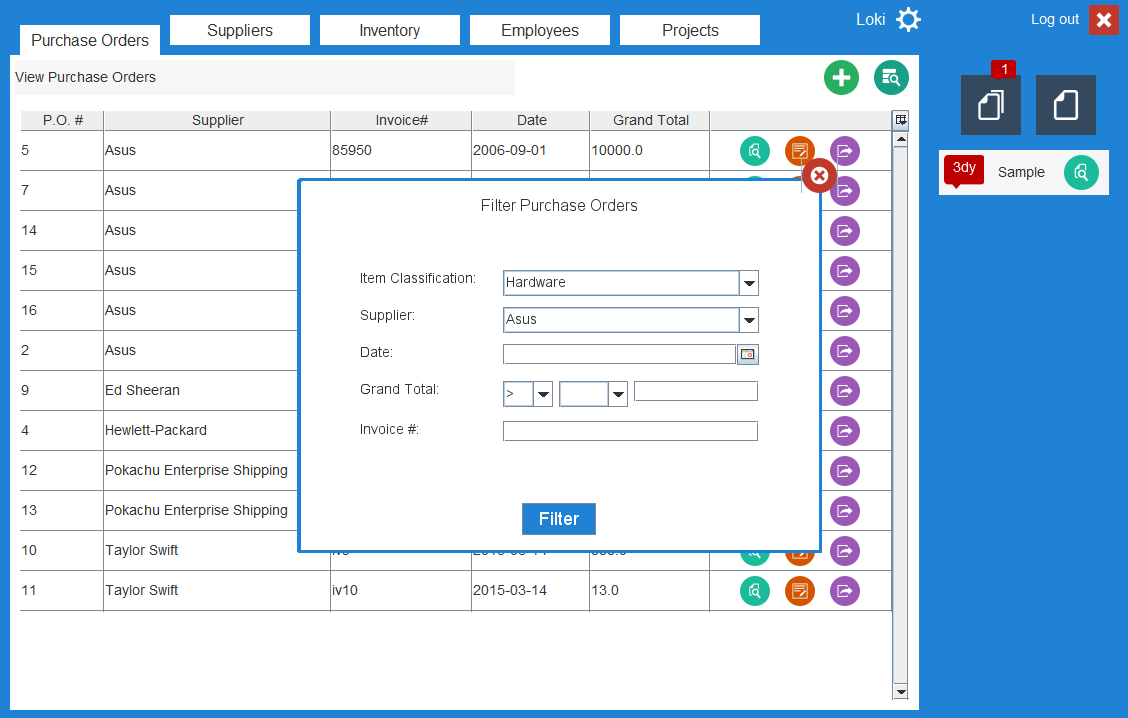 Purchase Orders
Suppliers
Inventory
Employees
Projects
Loki
Log out
View Purchase Orders
1
P.O. # Supplier Invoice# Date Grand Total
5 Asus 85950 2006-09-01 10000.0
3dy Sample
7 Asus
14 Asus
15 Asus
16 Asus
2 Asus
9 Ed Sheeran
4 Hewlett-Packard
12 Pokachu Enterprise Shipping
13 Pokachu Enterprise Shipping
10 Taylor Swift
11 Taylor Swift iv10 2015-03-14 13.0
Filter Purchase Orders
Item Classification: Hardware
Supplier: Asus
Date:
Grand Total: >
Invoice #:
Filter